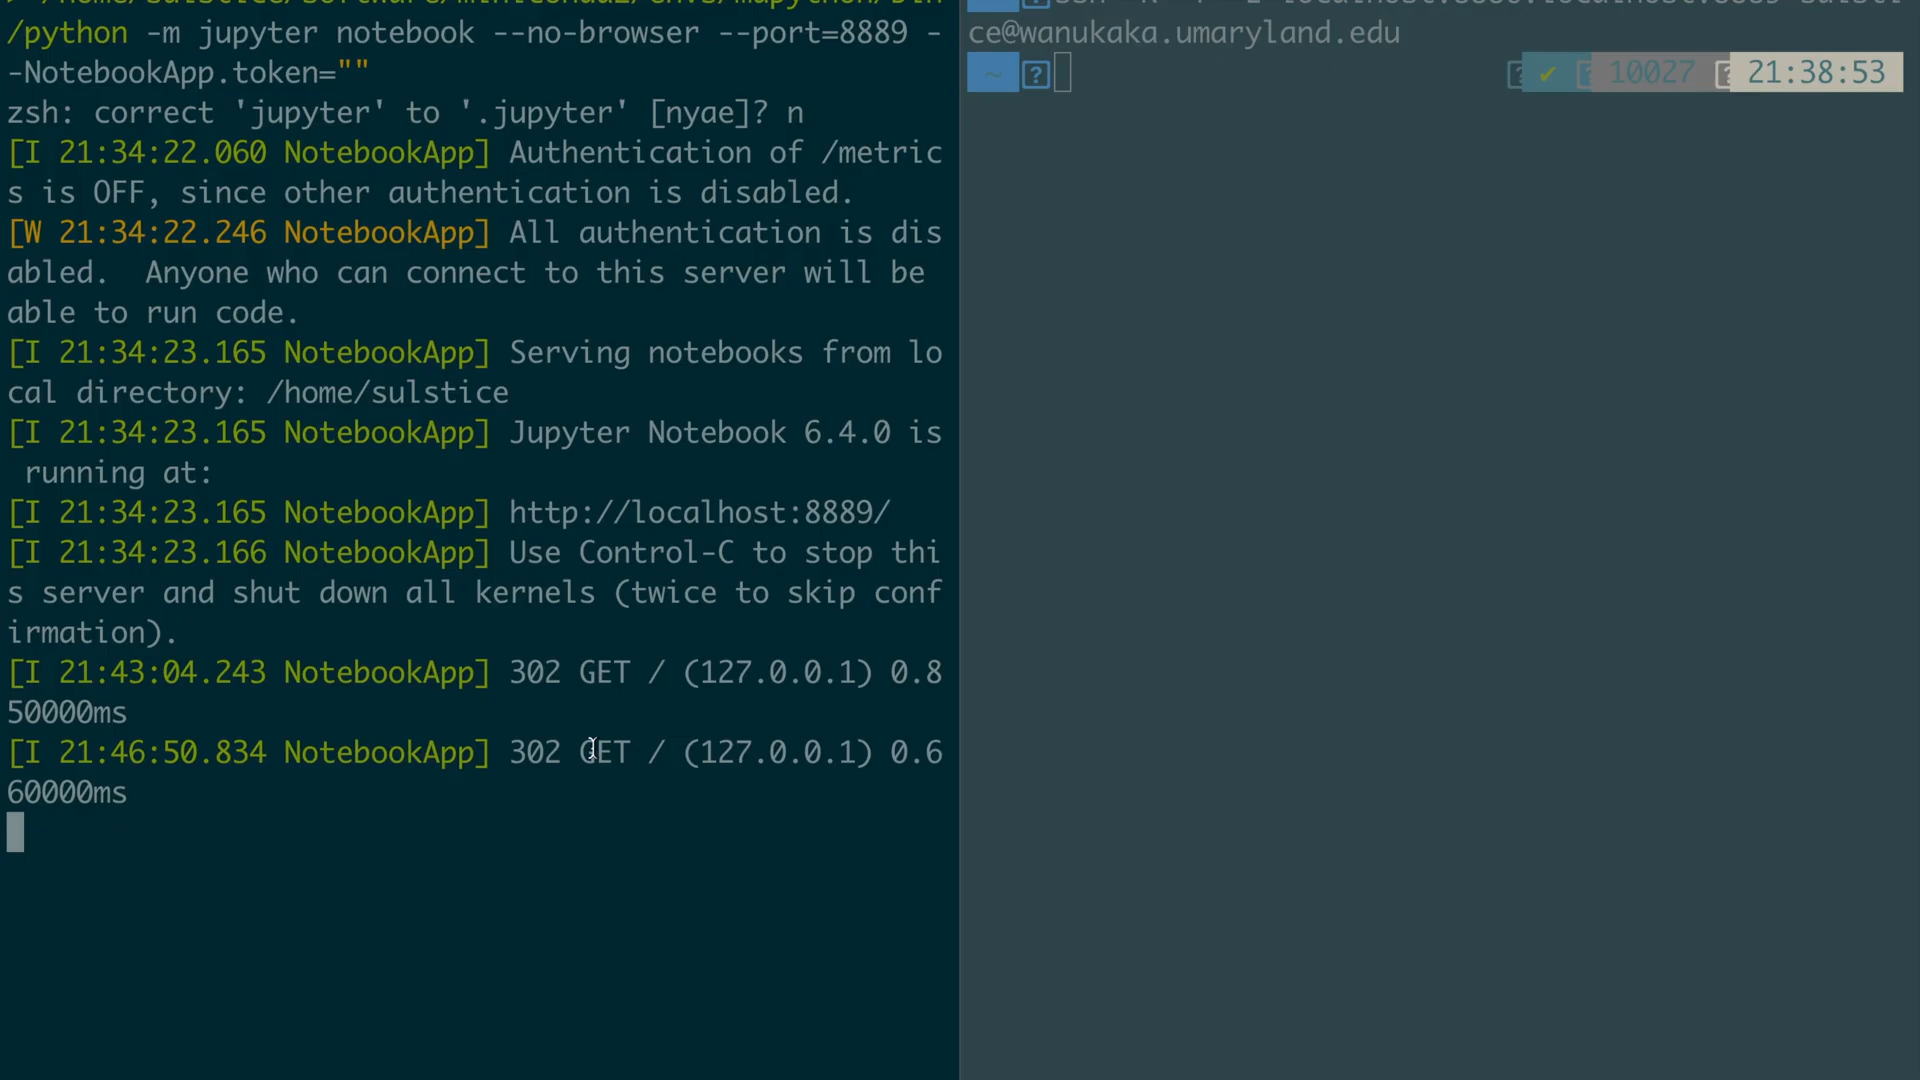 /python -m jupyter notebook --no-browser --port=8889 -
-NotebookApp.token=""
zsh: correct 'jupyter' to '.jupyter' [nyae]? n
[I 21:34:22.060 NotebookApp] Authentication of /metric
s is OFF, since other authentication is disabled.
[W 21:34:22.246 NotebookApp] All authentication is dis
abled.  Anyone who can connect to this server will be
able to run code.
[I 21:34:23.165 NotebookApp] Serving notebooks from lo
cal directory: /home/sulstice
[I 21:34:23.165 NotebookApp] Jupyter Notebook 6.4.0 is
 running at:
[I 21:34:23.165 NotebookApp] http://localhost:8889/
[I 21:34:23.166 NotebookApp] Use Control-C to stop thi
s server and shut down all kernels (twice to skip conf
irmation).
[I 21:43:04.243 NotebookApp] 302 GET / (127.0.0.1) 0.8
50000ms
[I 21:46:50.834 NotebookApp] 302 GET / (127.0.0.1) 0.6
60000ms
ce@wanukaka.umaryland.edu
~ ✔ 10027 21:38:53